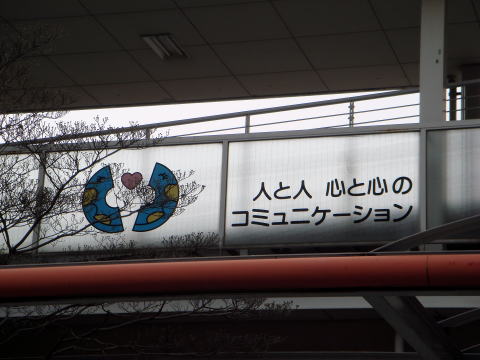 人と人 心と心の
コミュニケーション